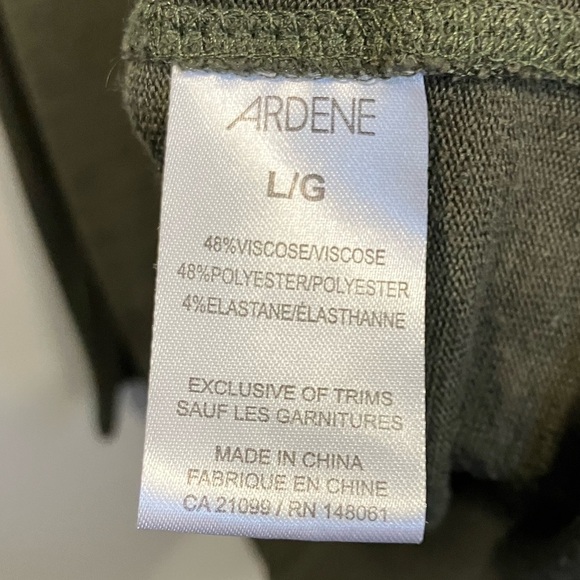 ARDENE
L/G
48%VISCOSE/VISCOSE
48%POLYESTER/POLYESTER
4%ELASTANE/ÉLASTHANNE
EXCLUSIVE OF TRIMS
SAUF LES GARNITURES
MADE IN CHINA
FABRIQUE EN CHINE
CA 21099 / RN 148061